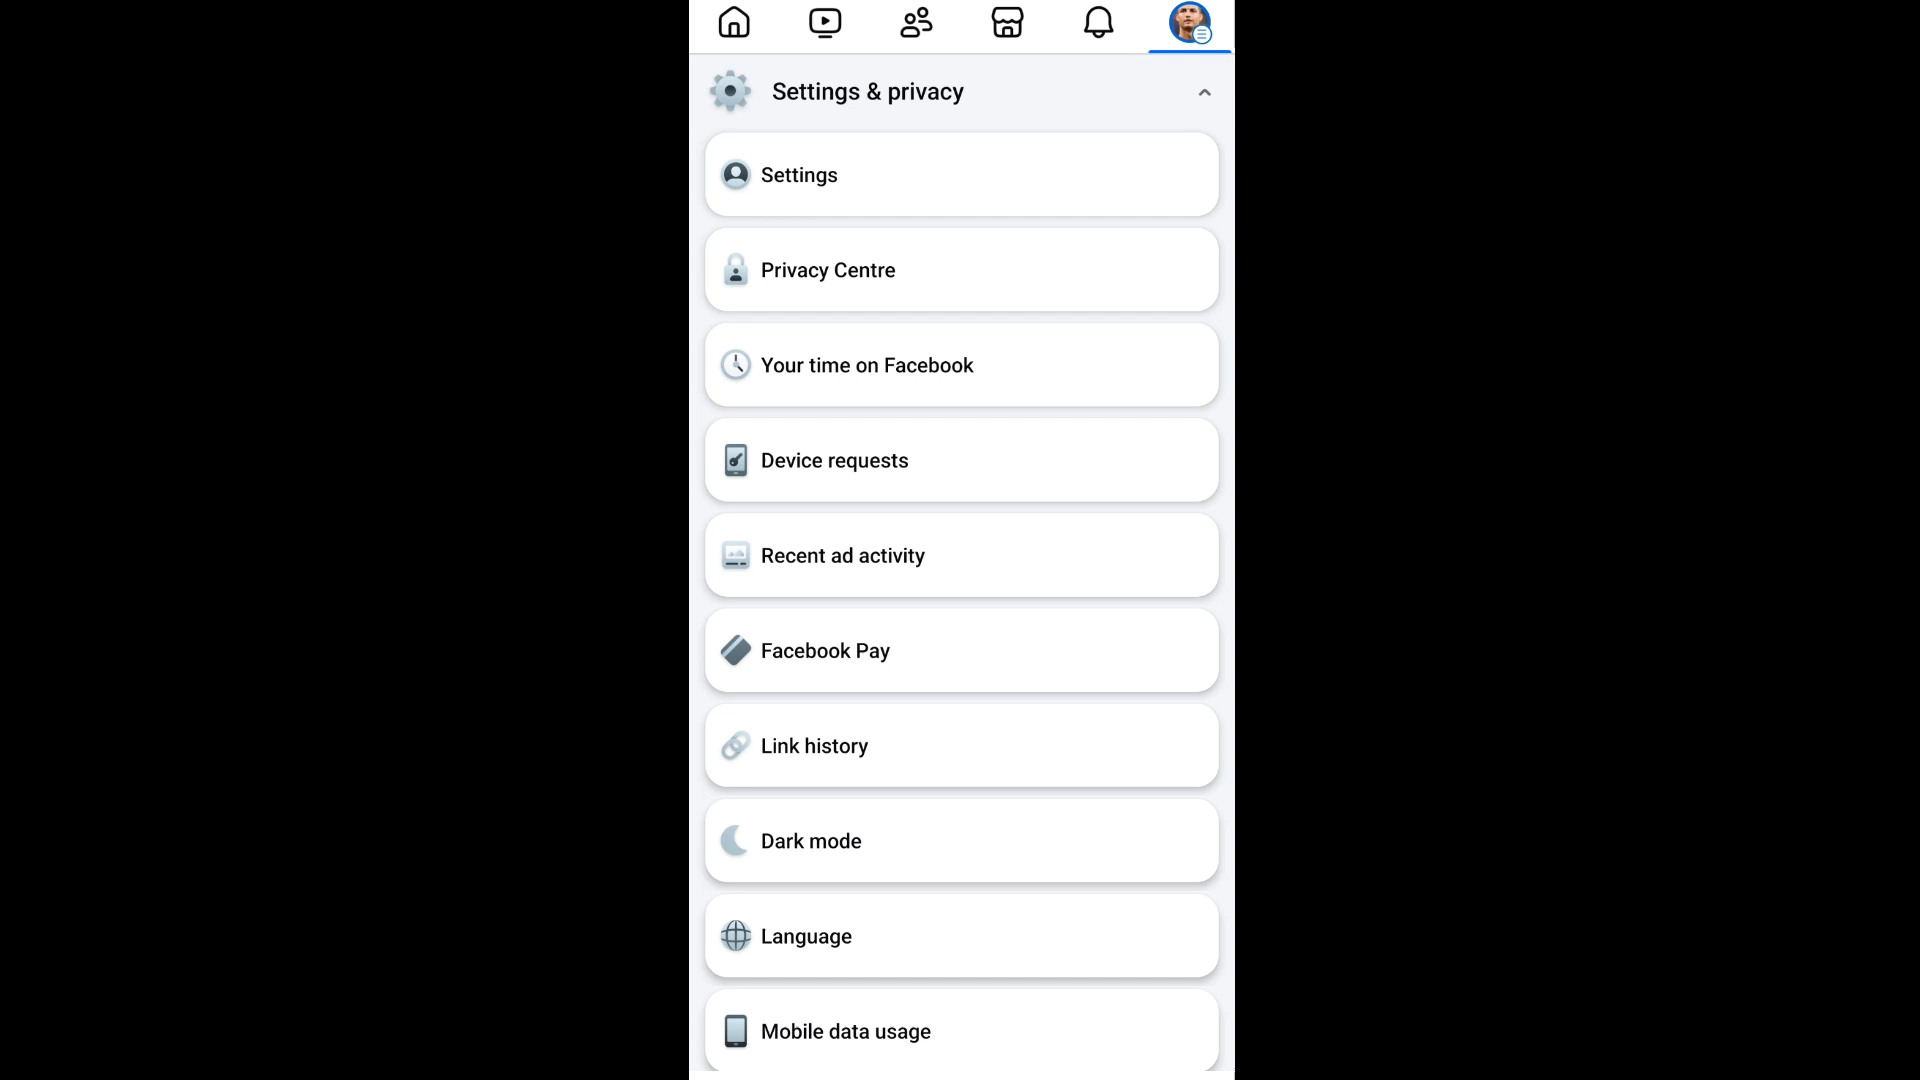 Settings & privacy
Settings
Privacy Centre
Your time on Facebook
Device requests
Recent ad activity
Facebook Pay
Link history
Dark mode
Language
Mobile data usage